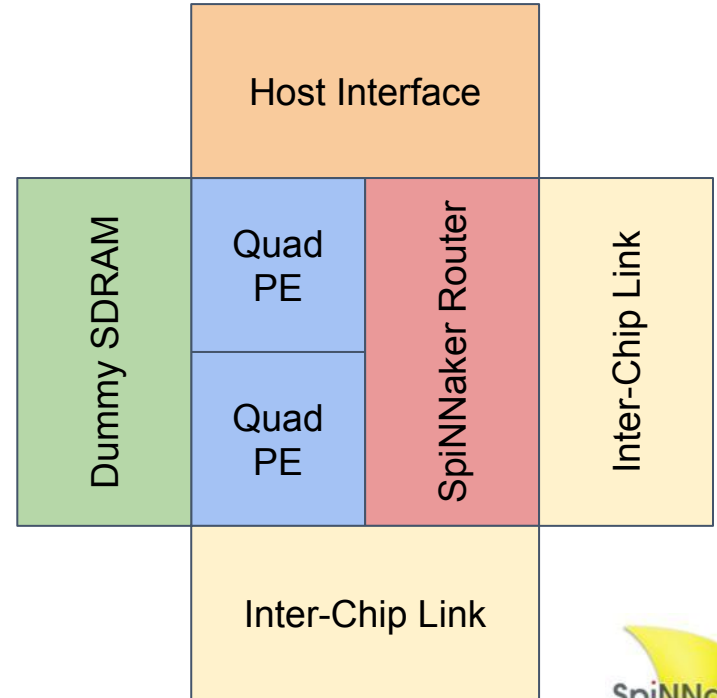 Host Interface
Dummy SDRAM
Quad
PE
Quad
PE
SpiNNaker Router
Inter-Chip Link
Inter-Chip Link